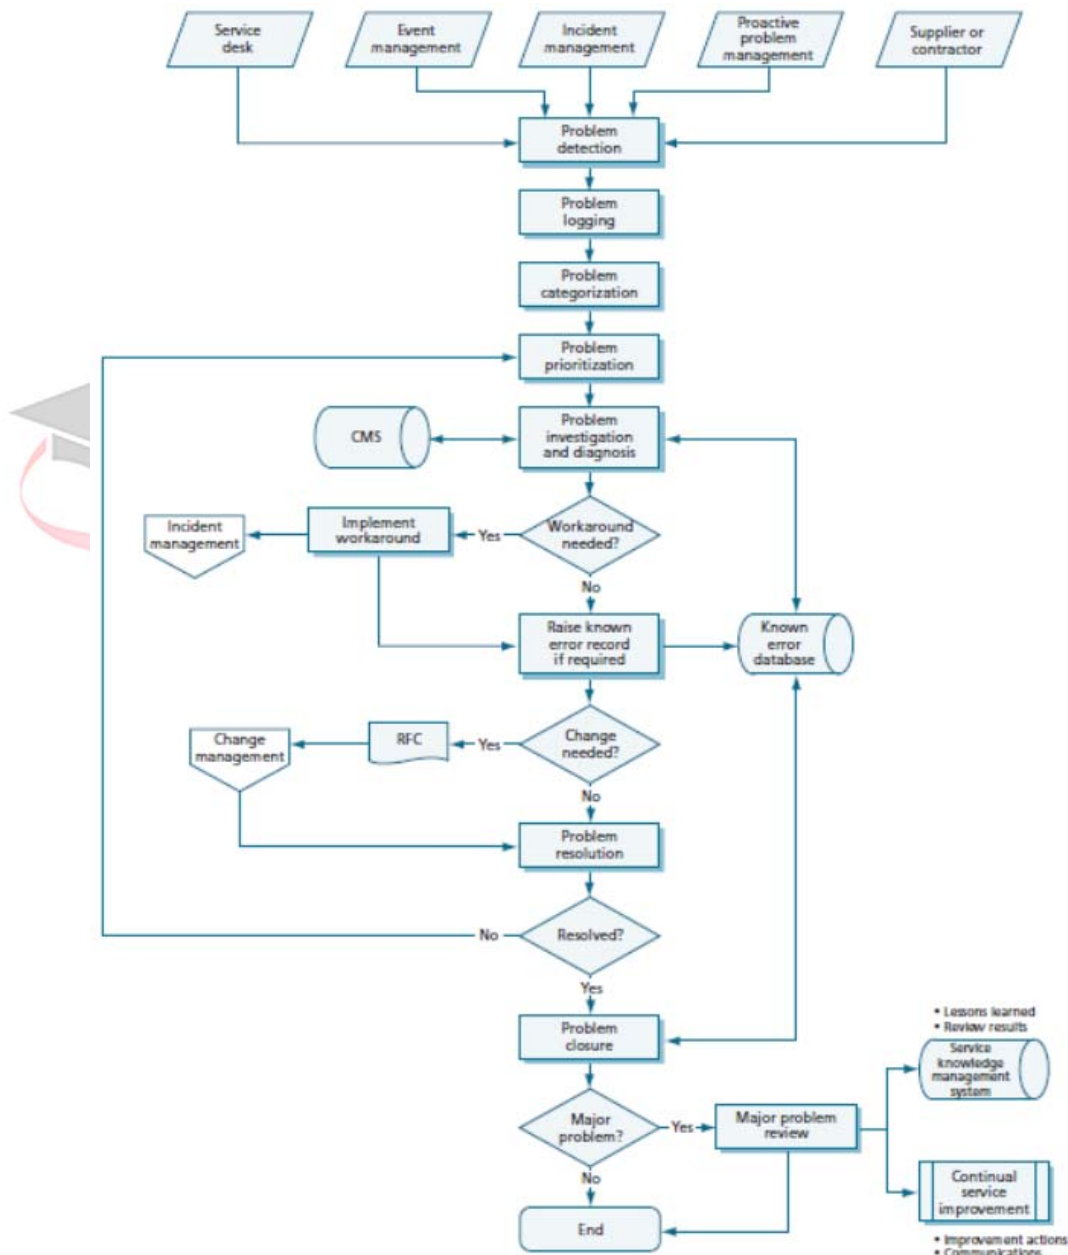 Service
desk
Event
management
Incident
management
Proactive
problem
management
Supplier or
contractor
Problem
detection
Problem
logging
Problem
categorization
Problem
prioritization
CMS
Problem
investigation
and diagnosis
Incident
management
Implement
workaround
Yes
Workaround
needed?
No
Raise known
error record
if required
Known
error
database
Change
management
RFC
Yes
Change
needed?
No
Problem
resolution
No
Resolved?
Yes
Problem
closure
• Lessons learned
• Review results
Service
knowledge
management
system
Major
problem?
Yes
Major problem
review
No
Continual
service
improvement
End
• Improvement actions
• Communications